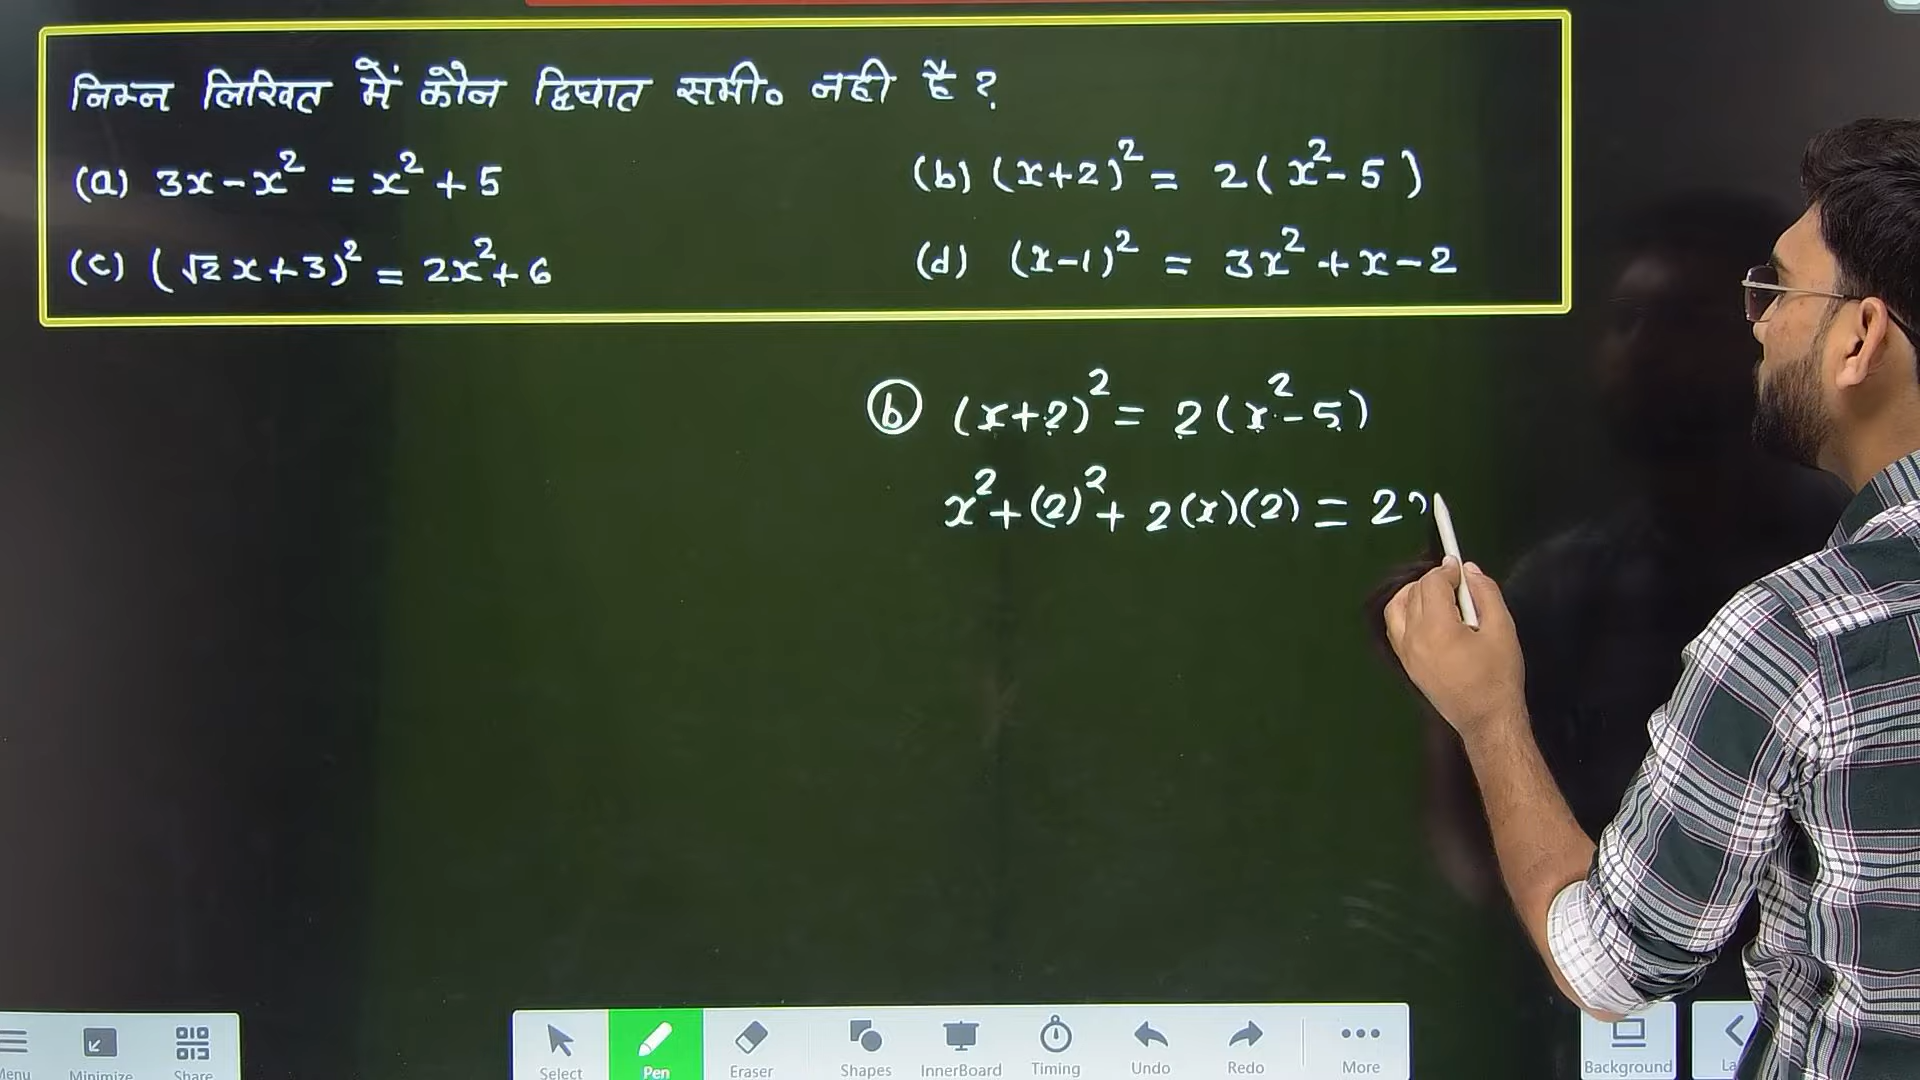 निम्न लिखित में कौन द्विघात समी० नही है ?
(a) 3x - x² = x² + 5
(b) (x+2)² = 2(x² - 5)
(c) (√2x+3)² = 2x² + 6
(d) (x-1)² = 3x² + x - 2
ⓑ (x+2)² = 2(x² - 5)
x² + (2)² + 2(x)(2) = 2
Menu
Minimize
Share
Select
Pen
Eraser
Shapes
InnerBoard
Timing
Undo
Redo
More
Background